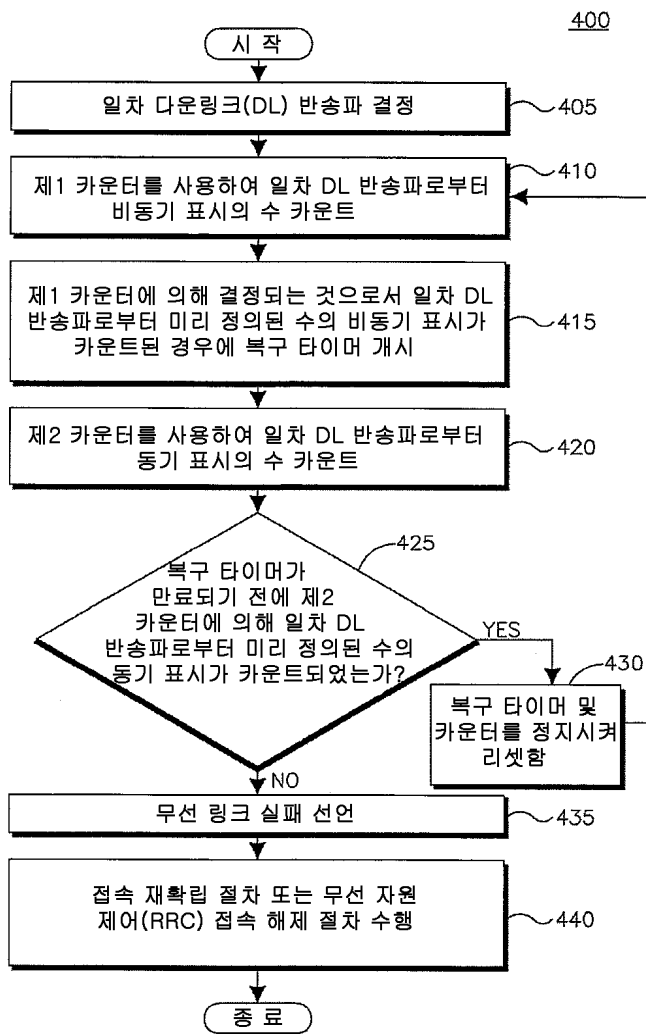 400
시작
일차 다운링크(DL) 반송파 결정
405
제1 카운터를 사용하여 일차 DL 반송파로부터
비동기 표시의 수 카운트
410
제1 카운터에 의해 결정되는 것으로서 일차 DL
반송파로부터 미리 정의된 수의 비동기 표시가
카운트된 경우에 복구 타이머 개시
415
제2 카운터를 사용하여 일차 DL 반송파로부터
동기 표시의 수 카운트
420
425
복구 타이머가
만료되기 전에 제2
카운터에 의해 일차 DL
반송파로부터 미리 정의된 수의
동기 표시가 카운트되었는가?
YES
430
복구 타이머 및
카운터를 정지시켜
리셋함
NO
무선 링크 실패 선언
435
접속 재확립 절차 또는 무선 자원
제어(RRC) 접속 해제 절차 수행
440
종료